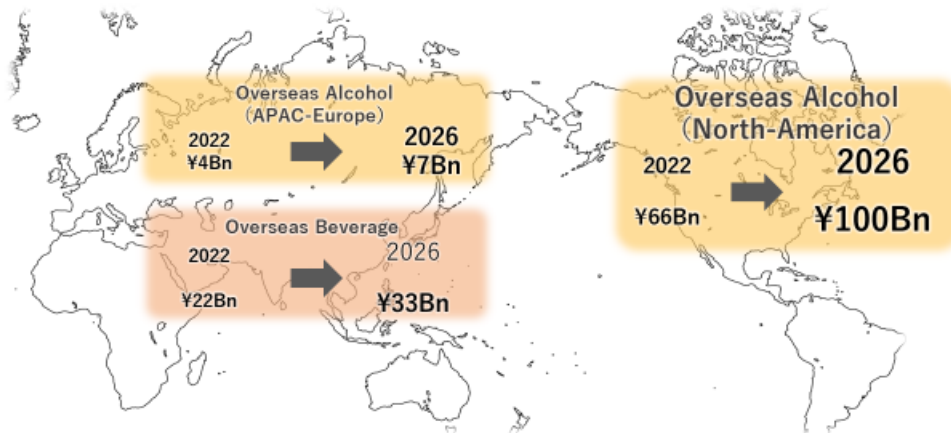 Overseas Alcohol
(APAC-Europe)
2022
¥4Bn
2026
¥7Bn
Overseas Beverage
2022
¥22Bn
2026
¥33Bn
Overseas Alcohol
(North-America)
2022
¥66Bn
2026
¥100Bn